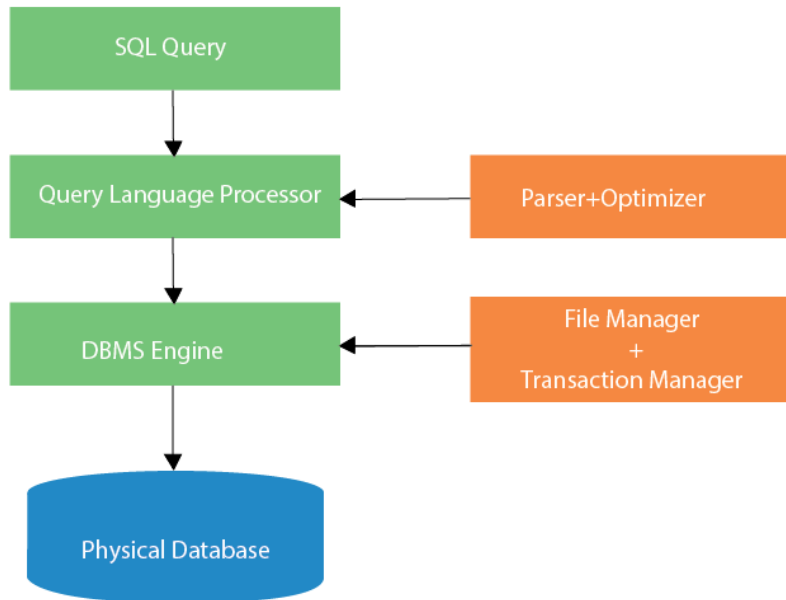 SQL Query
Query Language Processor
Parser+Optimizer
DBMS Engine
File Manager
+
Transaction Manager
Physical Database